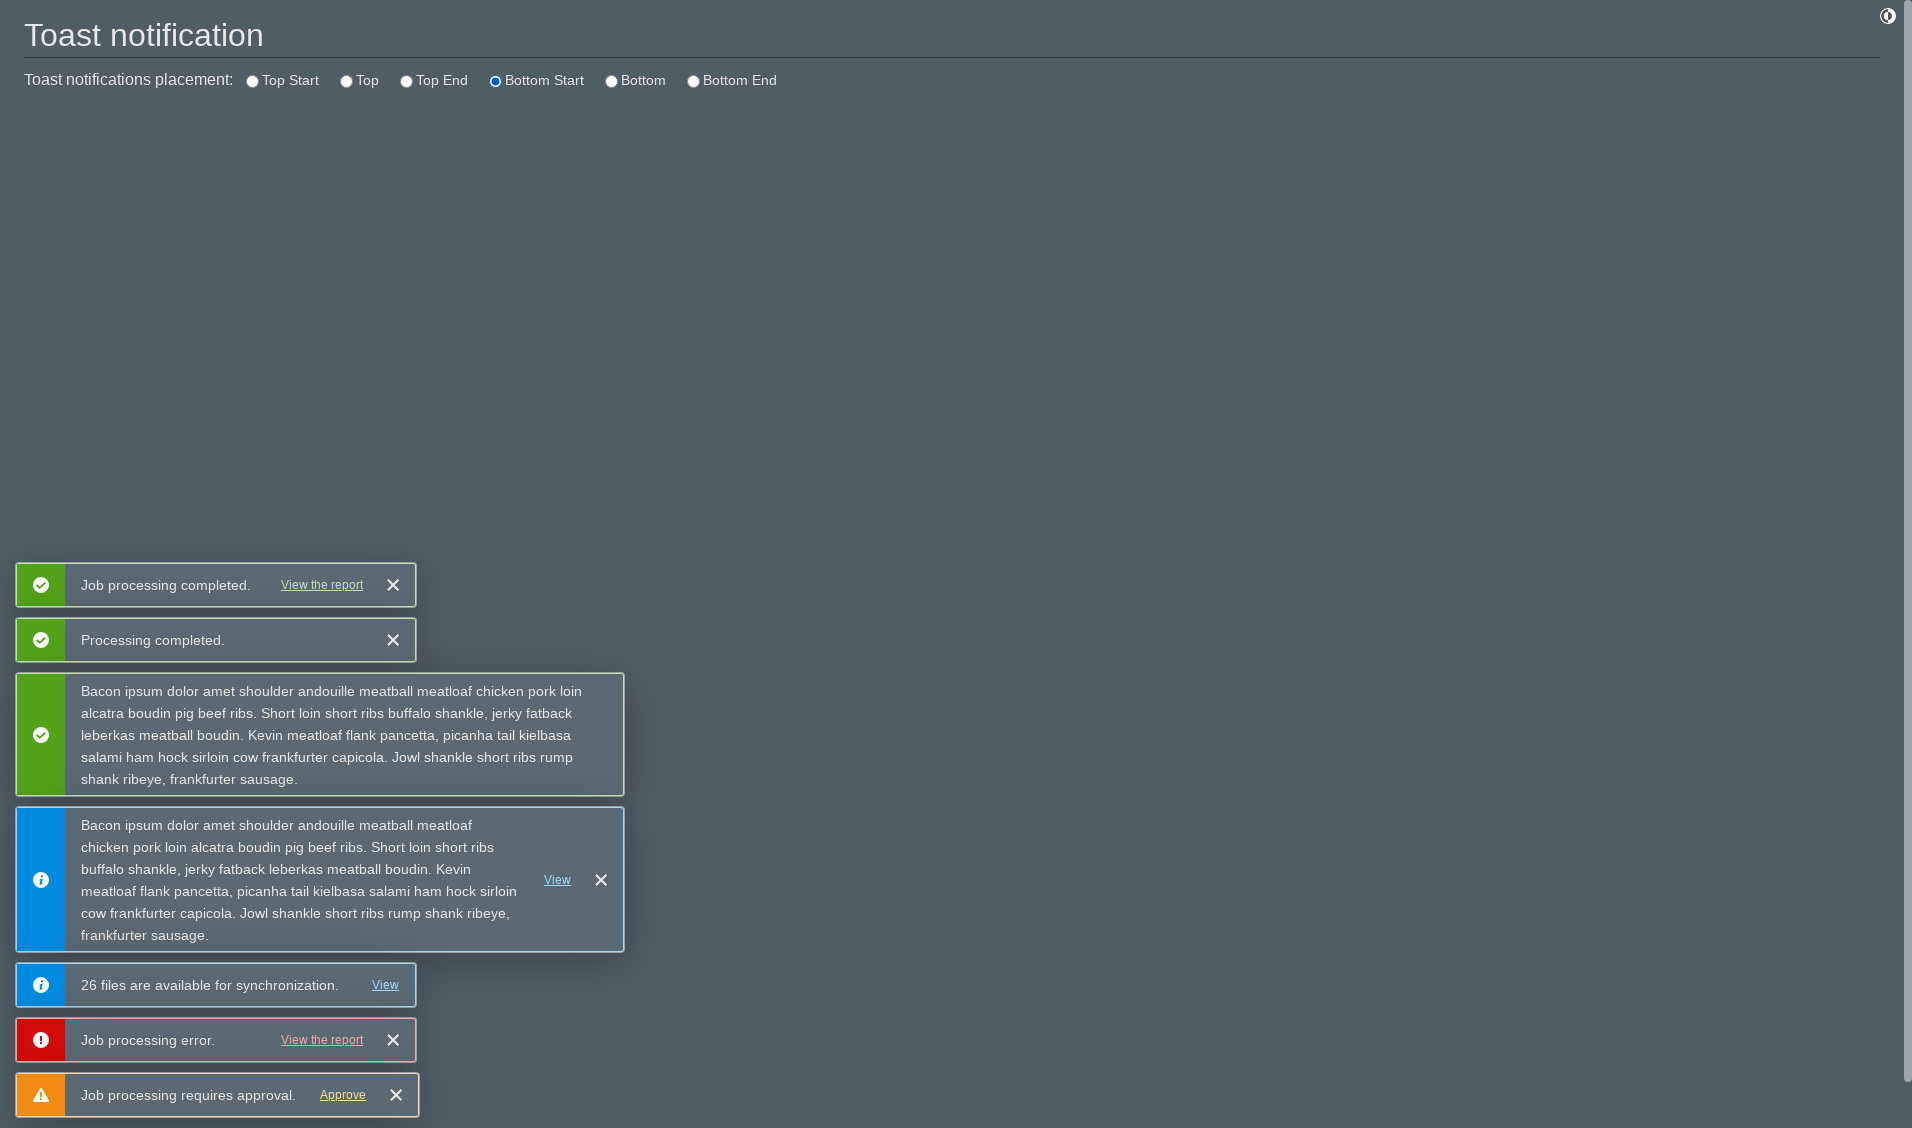 Toast notification
Toast notifications placement: Top Start Top Top End Bottom Start Bottom Bottom End
Job processing completed. View the report
Processing completed.
Bacon ipsum dolor amet shoulder andouille meatball meatloaf chicken pork loin
alcatra boudin pig beef ribs. Short loin short ribs buffalo shankle, jerky fatback
leberkas meatball boudin. Kevin meatloaf flank pancetta, picanha tail kielbasa
salami ham hock sirloin cow frankfurter capicola. Jowl shankle short ribs rump
shank ribeye, frankfurter sausage.
Bacon ipsum dolor amet shoulder andouille meatball meatloaf
chicken pork loin alcatra boudin pig beef ribs. Short loin short ribs
buffalo shankle, jerky fatback leberkas meatball boudin. Kevin
meatloaf flank pancetta, picanha tail kielbasa salami ham hock sirloin
cow frankfurter capicola. Jowl shankle short ribs rump shank ribeye,
frankfurter sausage.
View
26 files are available for synchronization. View
Job processing error. View the report
Job processing requires approval. Approve